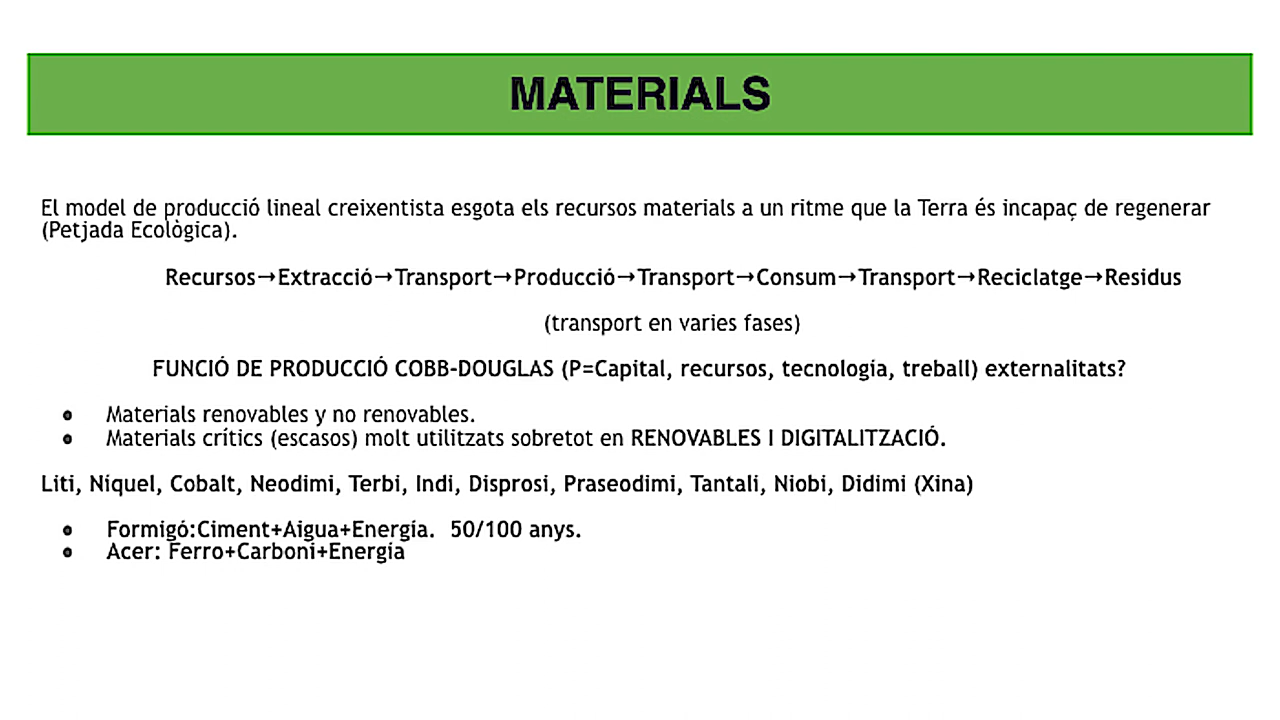 MATERIALS
El model de producció lineal creixentista esgota els recursos materials a un ritme que la Terra és incapaç de regenerar
(Petjada Ecològica).
Recursos→Extracció→Transport→Producció→Transport→Consum→Transport→Reciclatge→Residus
(transport en varies fases)
FUNCIÓ DE PRODUCCIÓ COBB-DOUGLAS (P=Capital, recursos, tecnologia, treball) externalitats?
● Materials renovables y no renovables.
● Materials crítics (escasos) molt utilitzats sobretot en RENOVABLES I DIGITALITZACIÓ.
Liti, Níquel, Cobalt, Neodimi, Terbi, Indi, Disprosi, Praseodimi, Tantali, Niobi, Didimi (Xina)
● Formigó:Ciment+Aigua+Energía. 50/100 anys.
● Acer: Ferro+Carboni+Energía